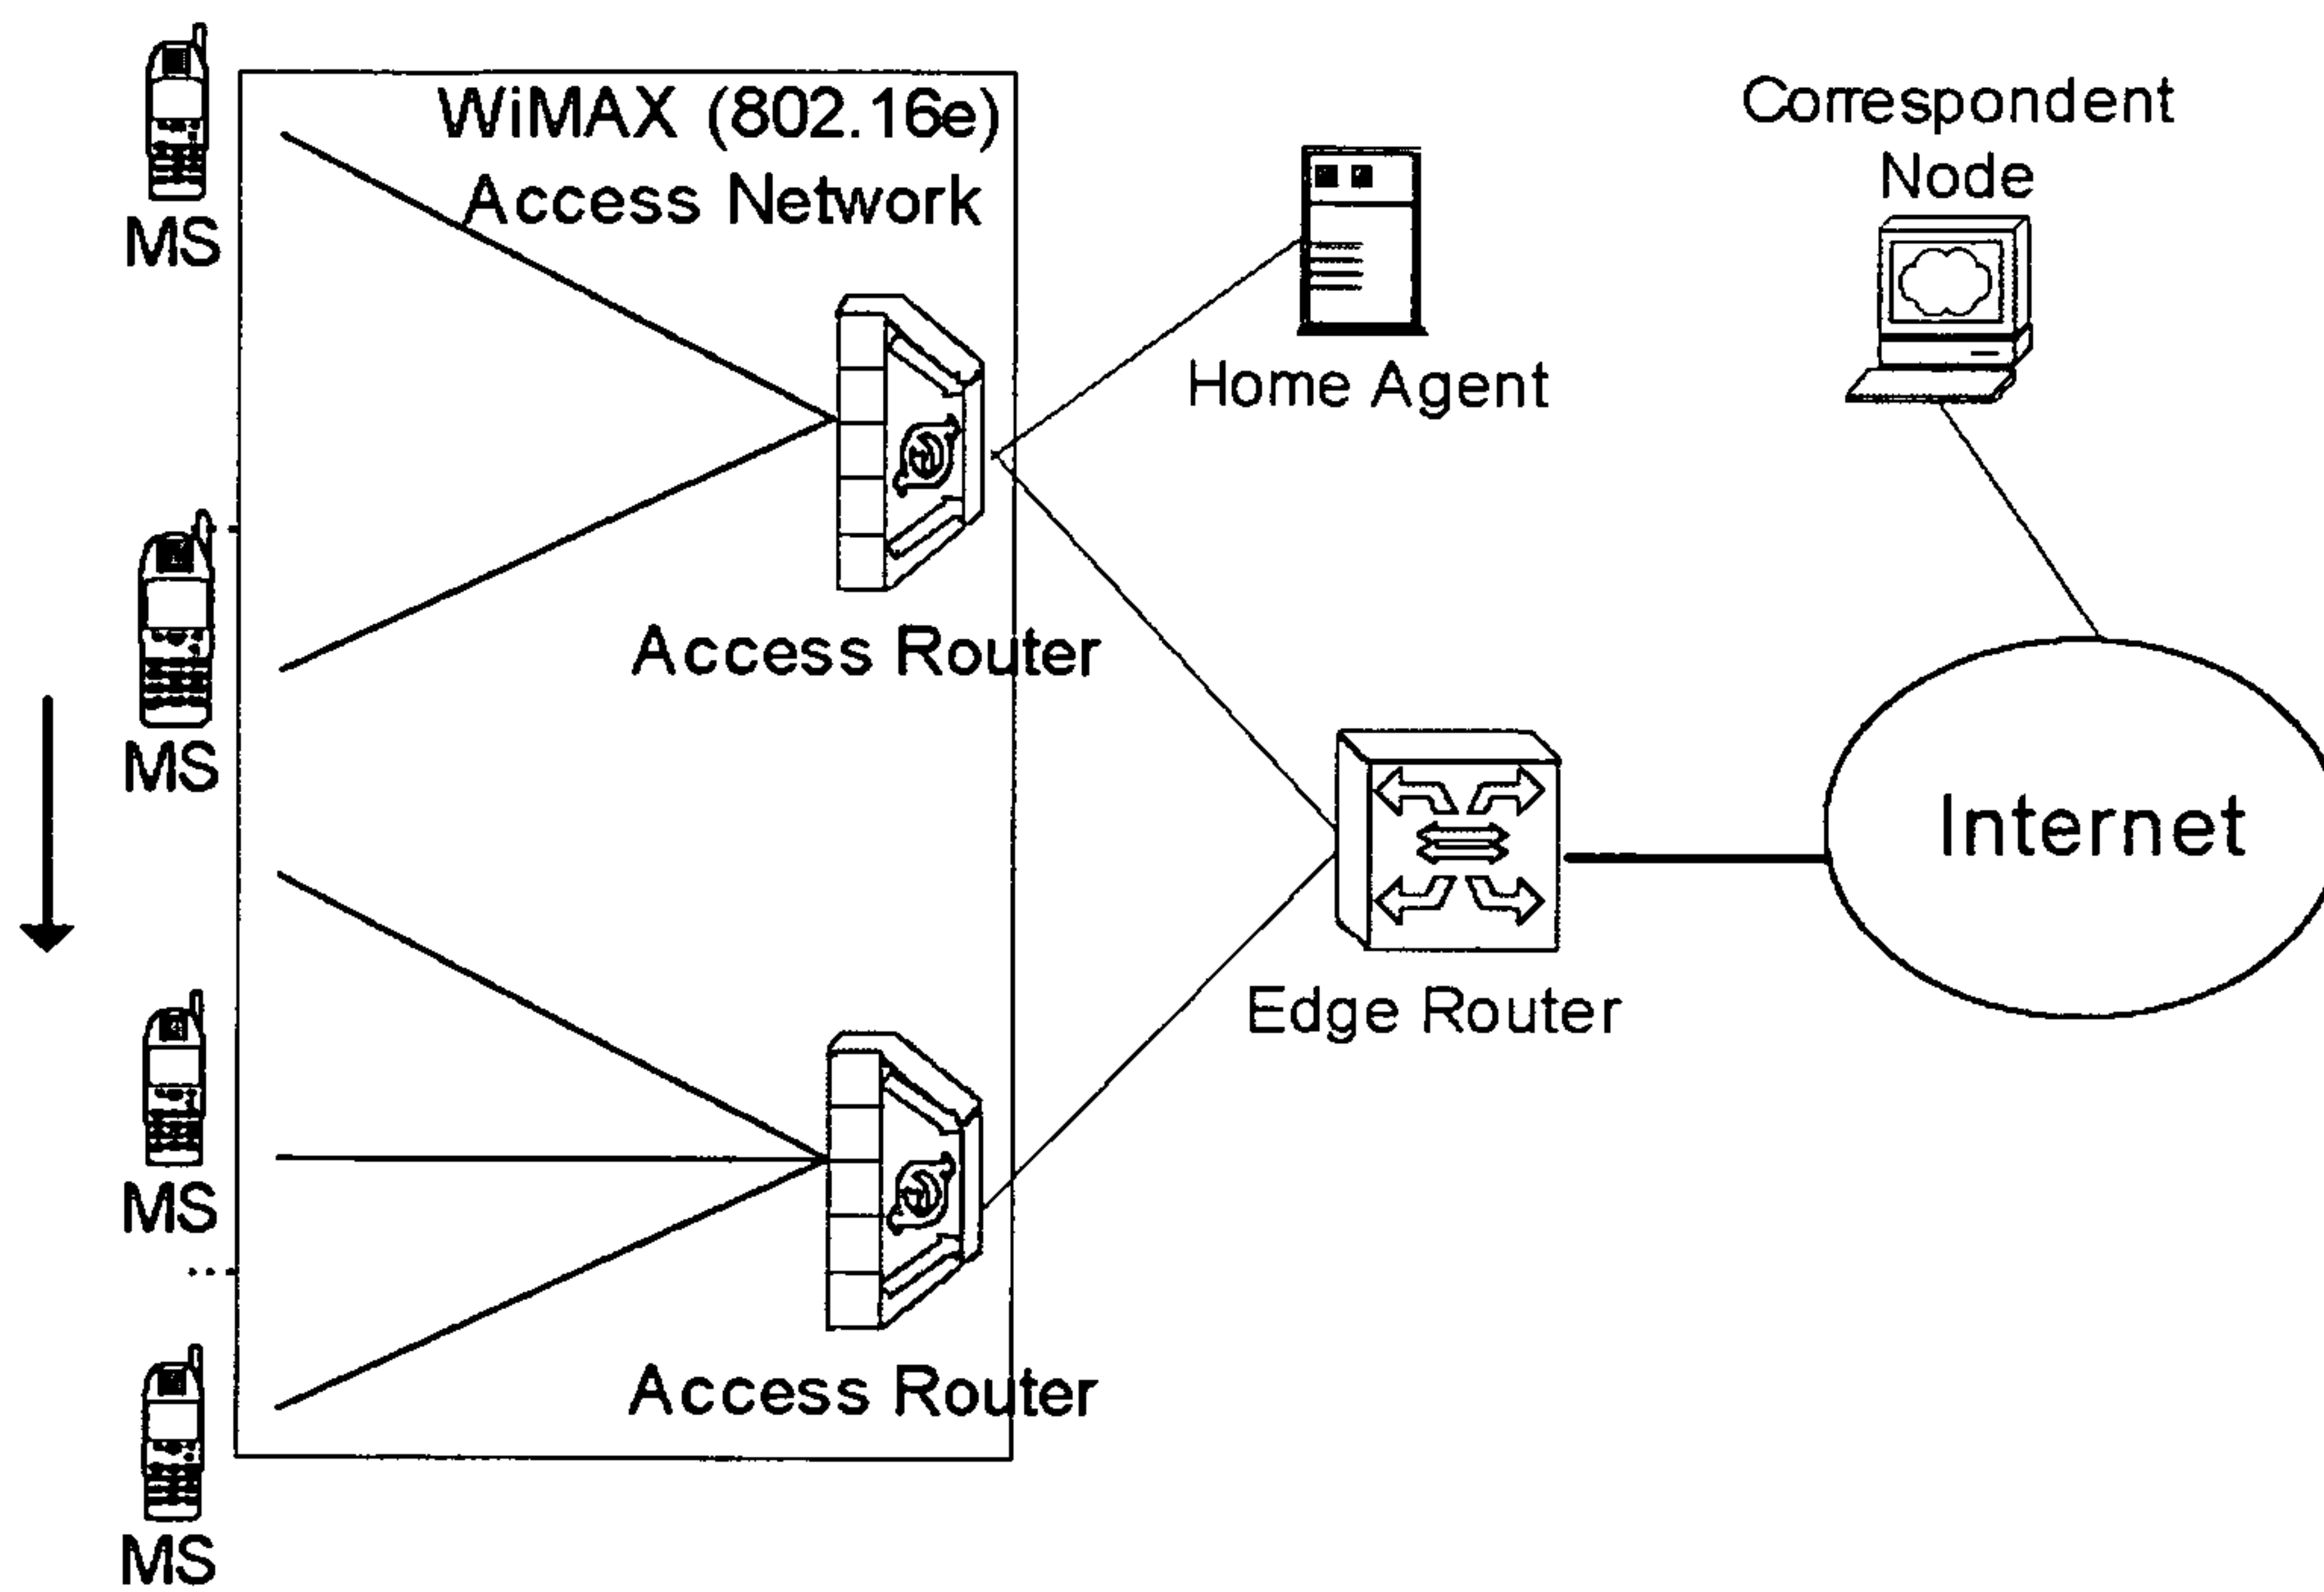 MS
WiMAX (802.16e)
Access Network
Home Agent
Correspondent
Node
MS
Access Router
Internet
Edge Router
MS
Access Router
MS